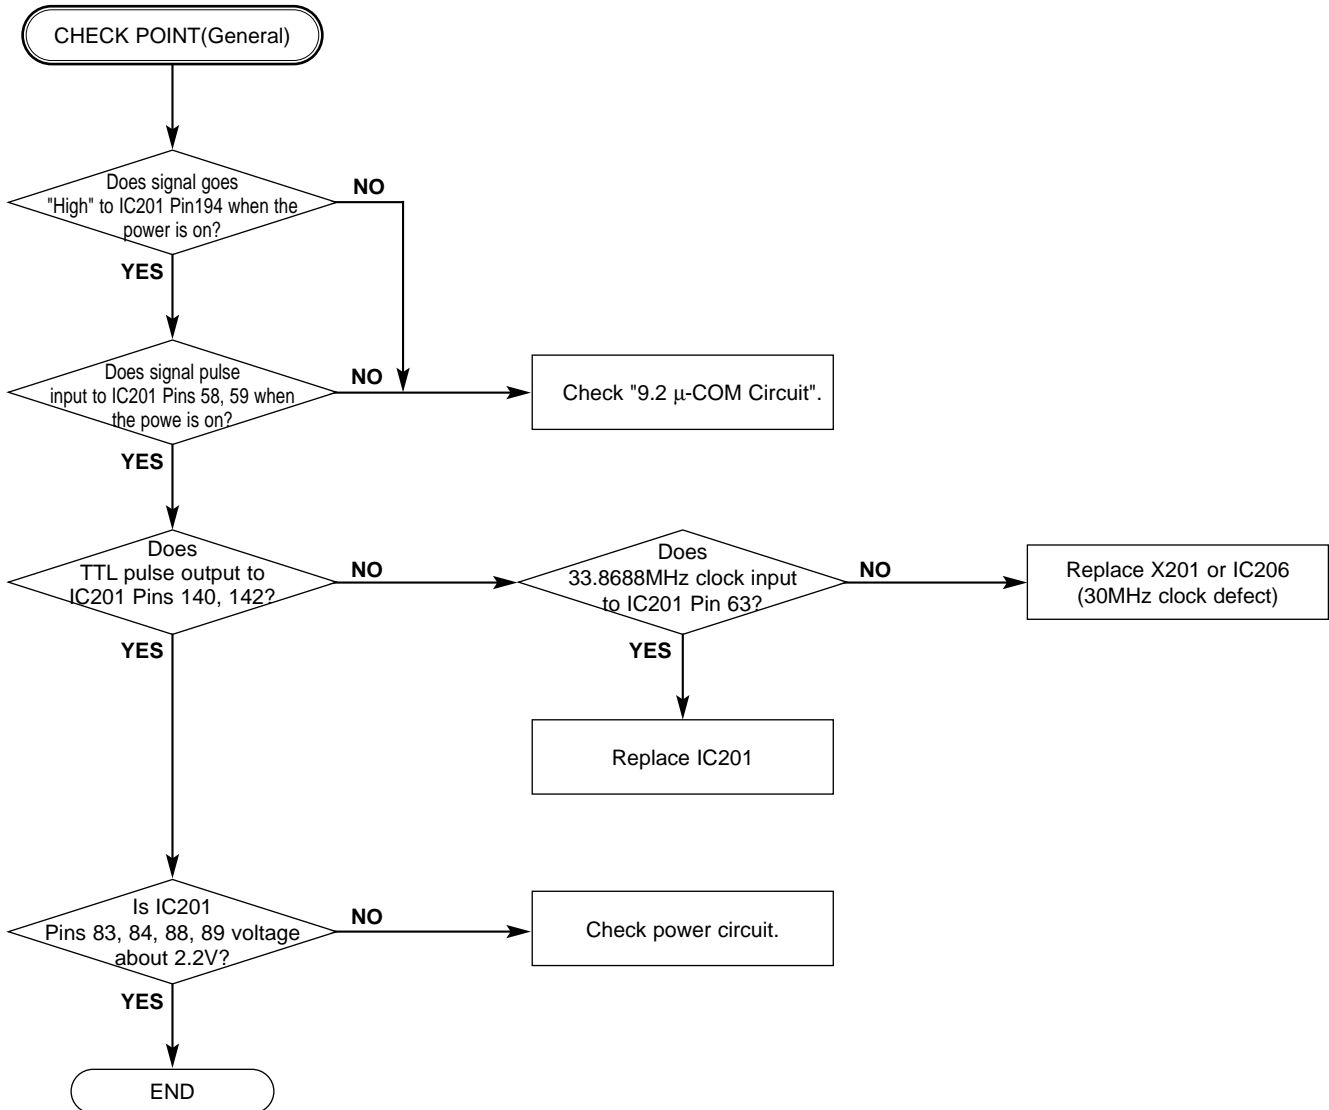 CHECK POINT(General)
Does signal goes
"High" to IC201 Pin194 when the
power is on?
NO
YES
Does signal pulse
input to IC201 Pins 58, 59 when
the powe is on?
NO
Check "9.2 μ-COM Circuit".
YES
Does
TTL pulse output to
IC201 Pins 140, 142?
NO
Does
33.8688MHz clock input
to IC201 Pin 63?
NO
Replace X201 or IC206
(30MHz clock defect)
YES
YES
Replace IC201
Is IC201
Pins 83, 84, 88, 89 voltage
about 2.2V?
NO
Check power circuit.
YES
END